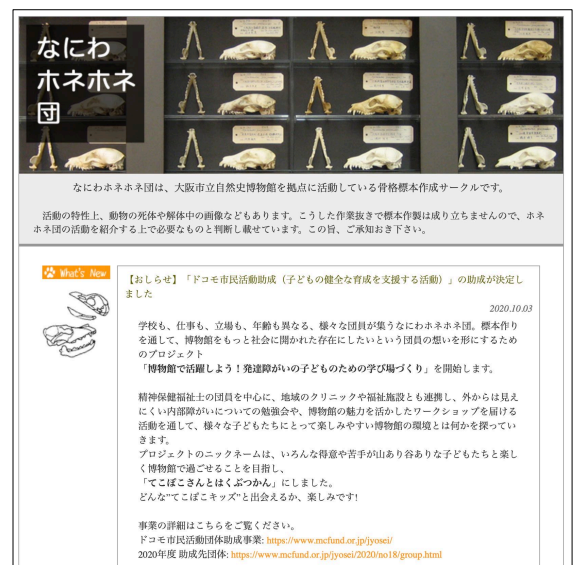 なにわ
ホネホネ
団
なにわホネホネ団は、大阪市立自然史博物館を拠点に活動している骨格標本作成サークルです。
活動の特性上、動物の死体や解体中の画像などもあります。こうした作業抜きで標本作製は成り立ちませんので、ホネ
ホネ団の活動を紹介する上で必要なものと判断し載せています。この旨、ご承知おき下さい。
What's New
【おしらせ】「ドコモ市民活動助成（子どもの健全な育成を支援する活動）」の助成が決定し
ました
2020.10.03
学校も、仕事も、立場も、年齢も異なる、様々な団員が集うなにわホネホネ団。標本作り
を通して、博物館をもっと社会に開かれた存在にしたいという団員の想いを形にするため
のプロジェクト
「博物館で活躍しよう！発達障がいの子どものための学び場づくり」を開始します。
精神保健福祉士の団員を中心に、地域のクリニックや福祉施設とも連携し、外からは見え
にくい内部障がいについての勉強会や、博物館の魅力を活かしたワークショップを届ける
活動を通して、様々な子どもたちにとって楽しみやすい博物館の環境とは何かを探ってい
きます。
プロジェクトのニックネームは、いろんな得意や苦手が山あり谷ありな子どもたちと楽し
く博物館で過ごせることを目指し、
「てこぼこさんとはくぶつかん」にしました。
どんな"てこぼこキッズ"と出会えるか、楽しみです!
事業の詳細はこちらをご覧ください。
ドコモ市民活動団体助成事業: https://www.mcfund.or.jp/jyosei/
2020年度 助成先団体: https://www.mcfund.or.jp/jyosei/2020/no18/group.html